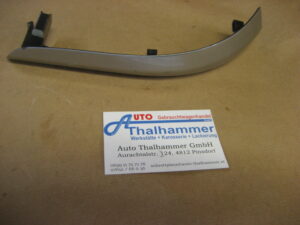 AUTO
Gebrauchtwagenhandel
Thalhammer
Werkstätte • Karosserie • Lackierung
Auto Thalhammer GmbH
Aurachtalstr. 124, 4812 Pinsdorf